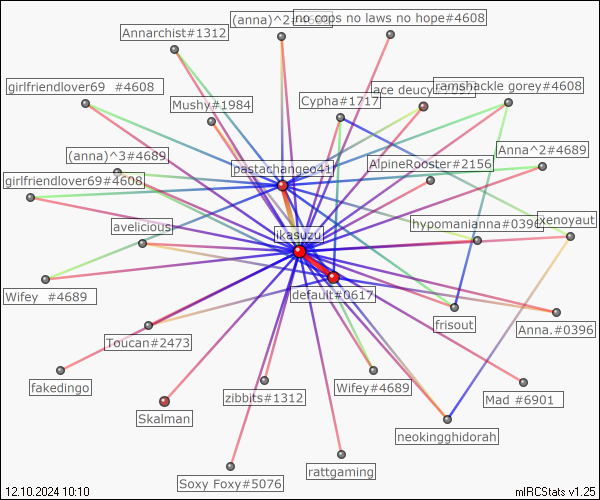 (anna)^2
no cops no laws no hope#4608
Annarchist#1312
girlfriendlover69 #4608
ramshackle gorey#4608
ace deucy
Mushy#1984
Cypha#1717
(anna)^3#4689
Anna^2#4689
pastachangeo41
AlpineRooster#2156
girlfriendlover69#4608
avelicious
hypomanianna#0396
xenoyaut
ikasuzu
Wifey #4689
default#0617
frisout
Anna.#0396
Toucan#2473
fakedingo
Wifey#4689
zibbits#1312
Mad #6901
Skalman
neokingghidorah
rattgaming
Soxy Foxy#5076
12.10.2024 10:10
mIRCStats v1.25